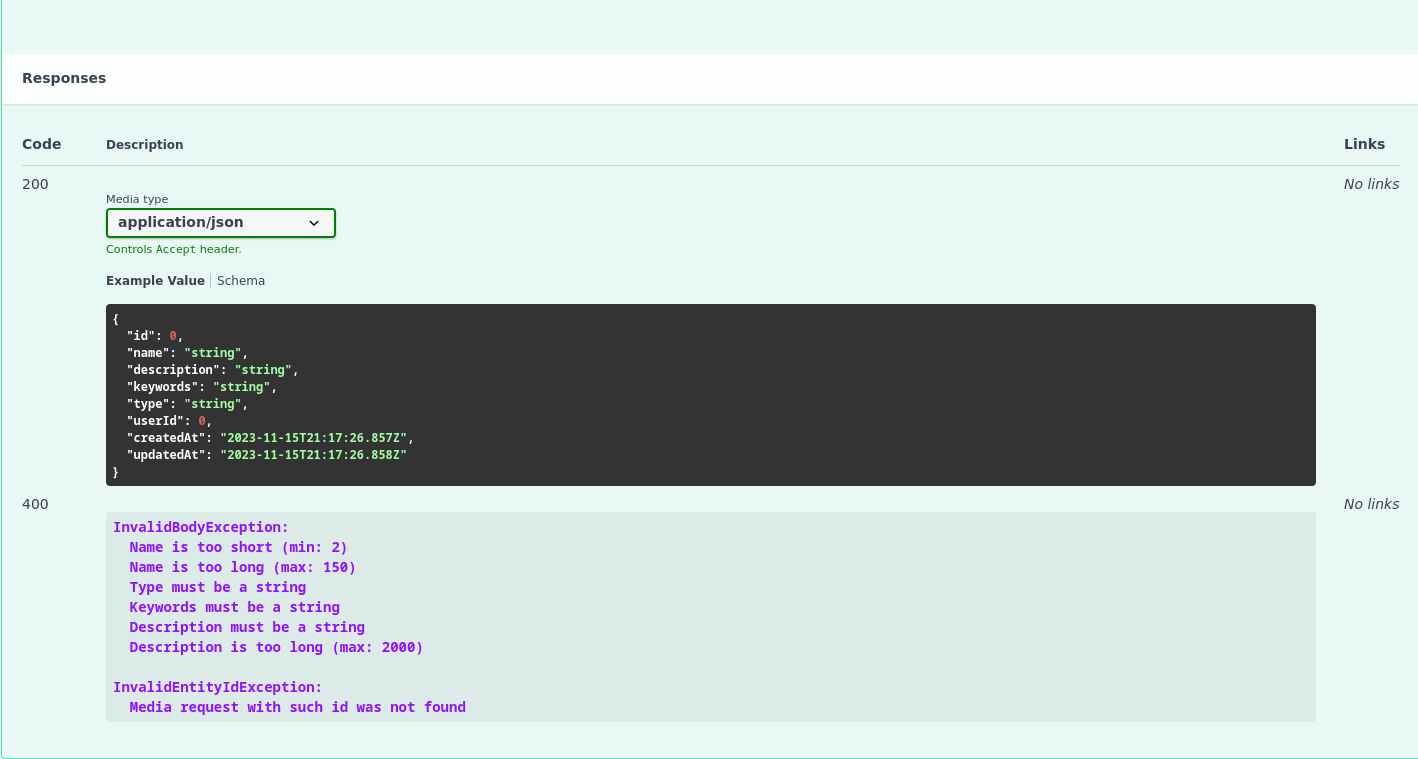 Responses
Code Description Links
200 No links
Media type
application/json
Controls Accept header.
Example Value Schema
{
  "id": 0,
  "name": "string",
  "description": "string",
  "keywords": "string",
  "type": "string",
  "userId": 0,
  "createdAt": "2023-11-15T21:17:26.857Z",
  "updatedAt": "2023-11-15T21:17:26.858Z"
}
400 No links
InvalidBodyException:
  Name is too short (min: 2)
  Name is too long (max: 150)
  Type must be a string
  Keywords must be a string
  Description must be a string
  Description is too long (max: 2000)
InvalidEntityIdException:
  Media request with such id was not found